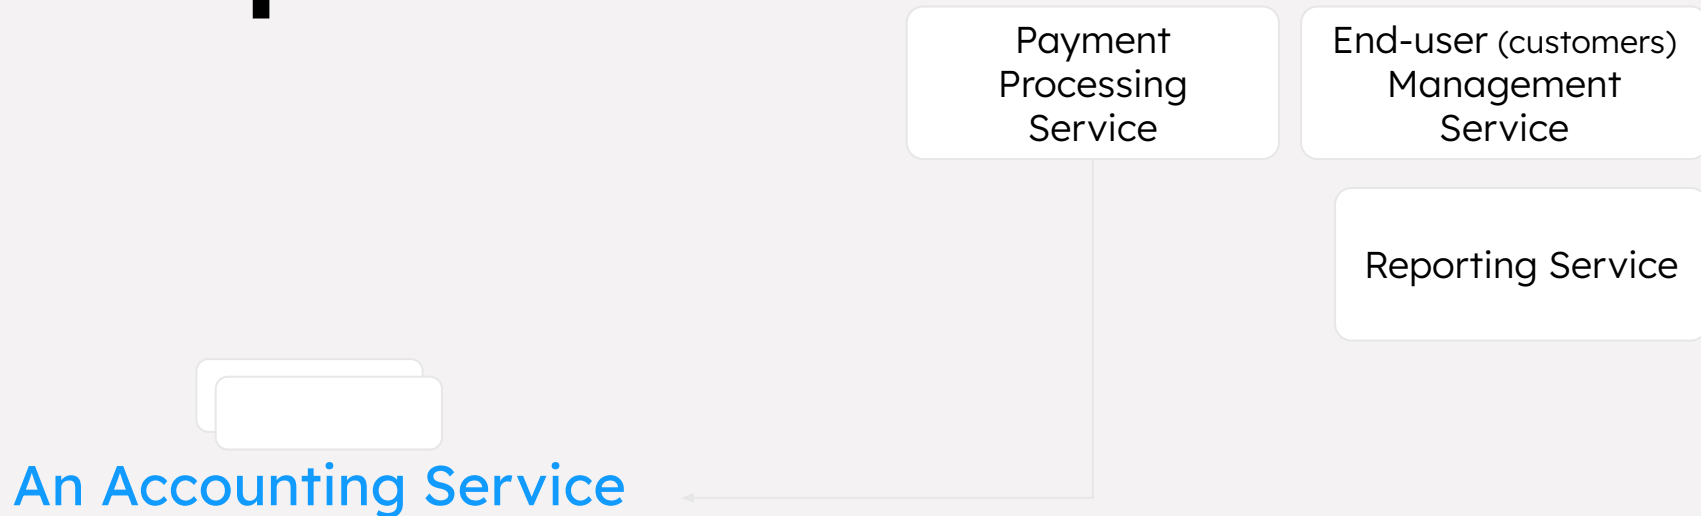 Payment
Processing
Service
End-user (customers)
Management
Service
Reporting Service
An Accounting Service